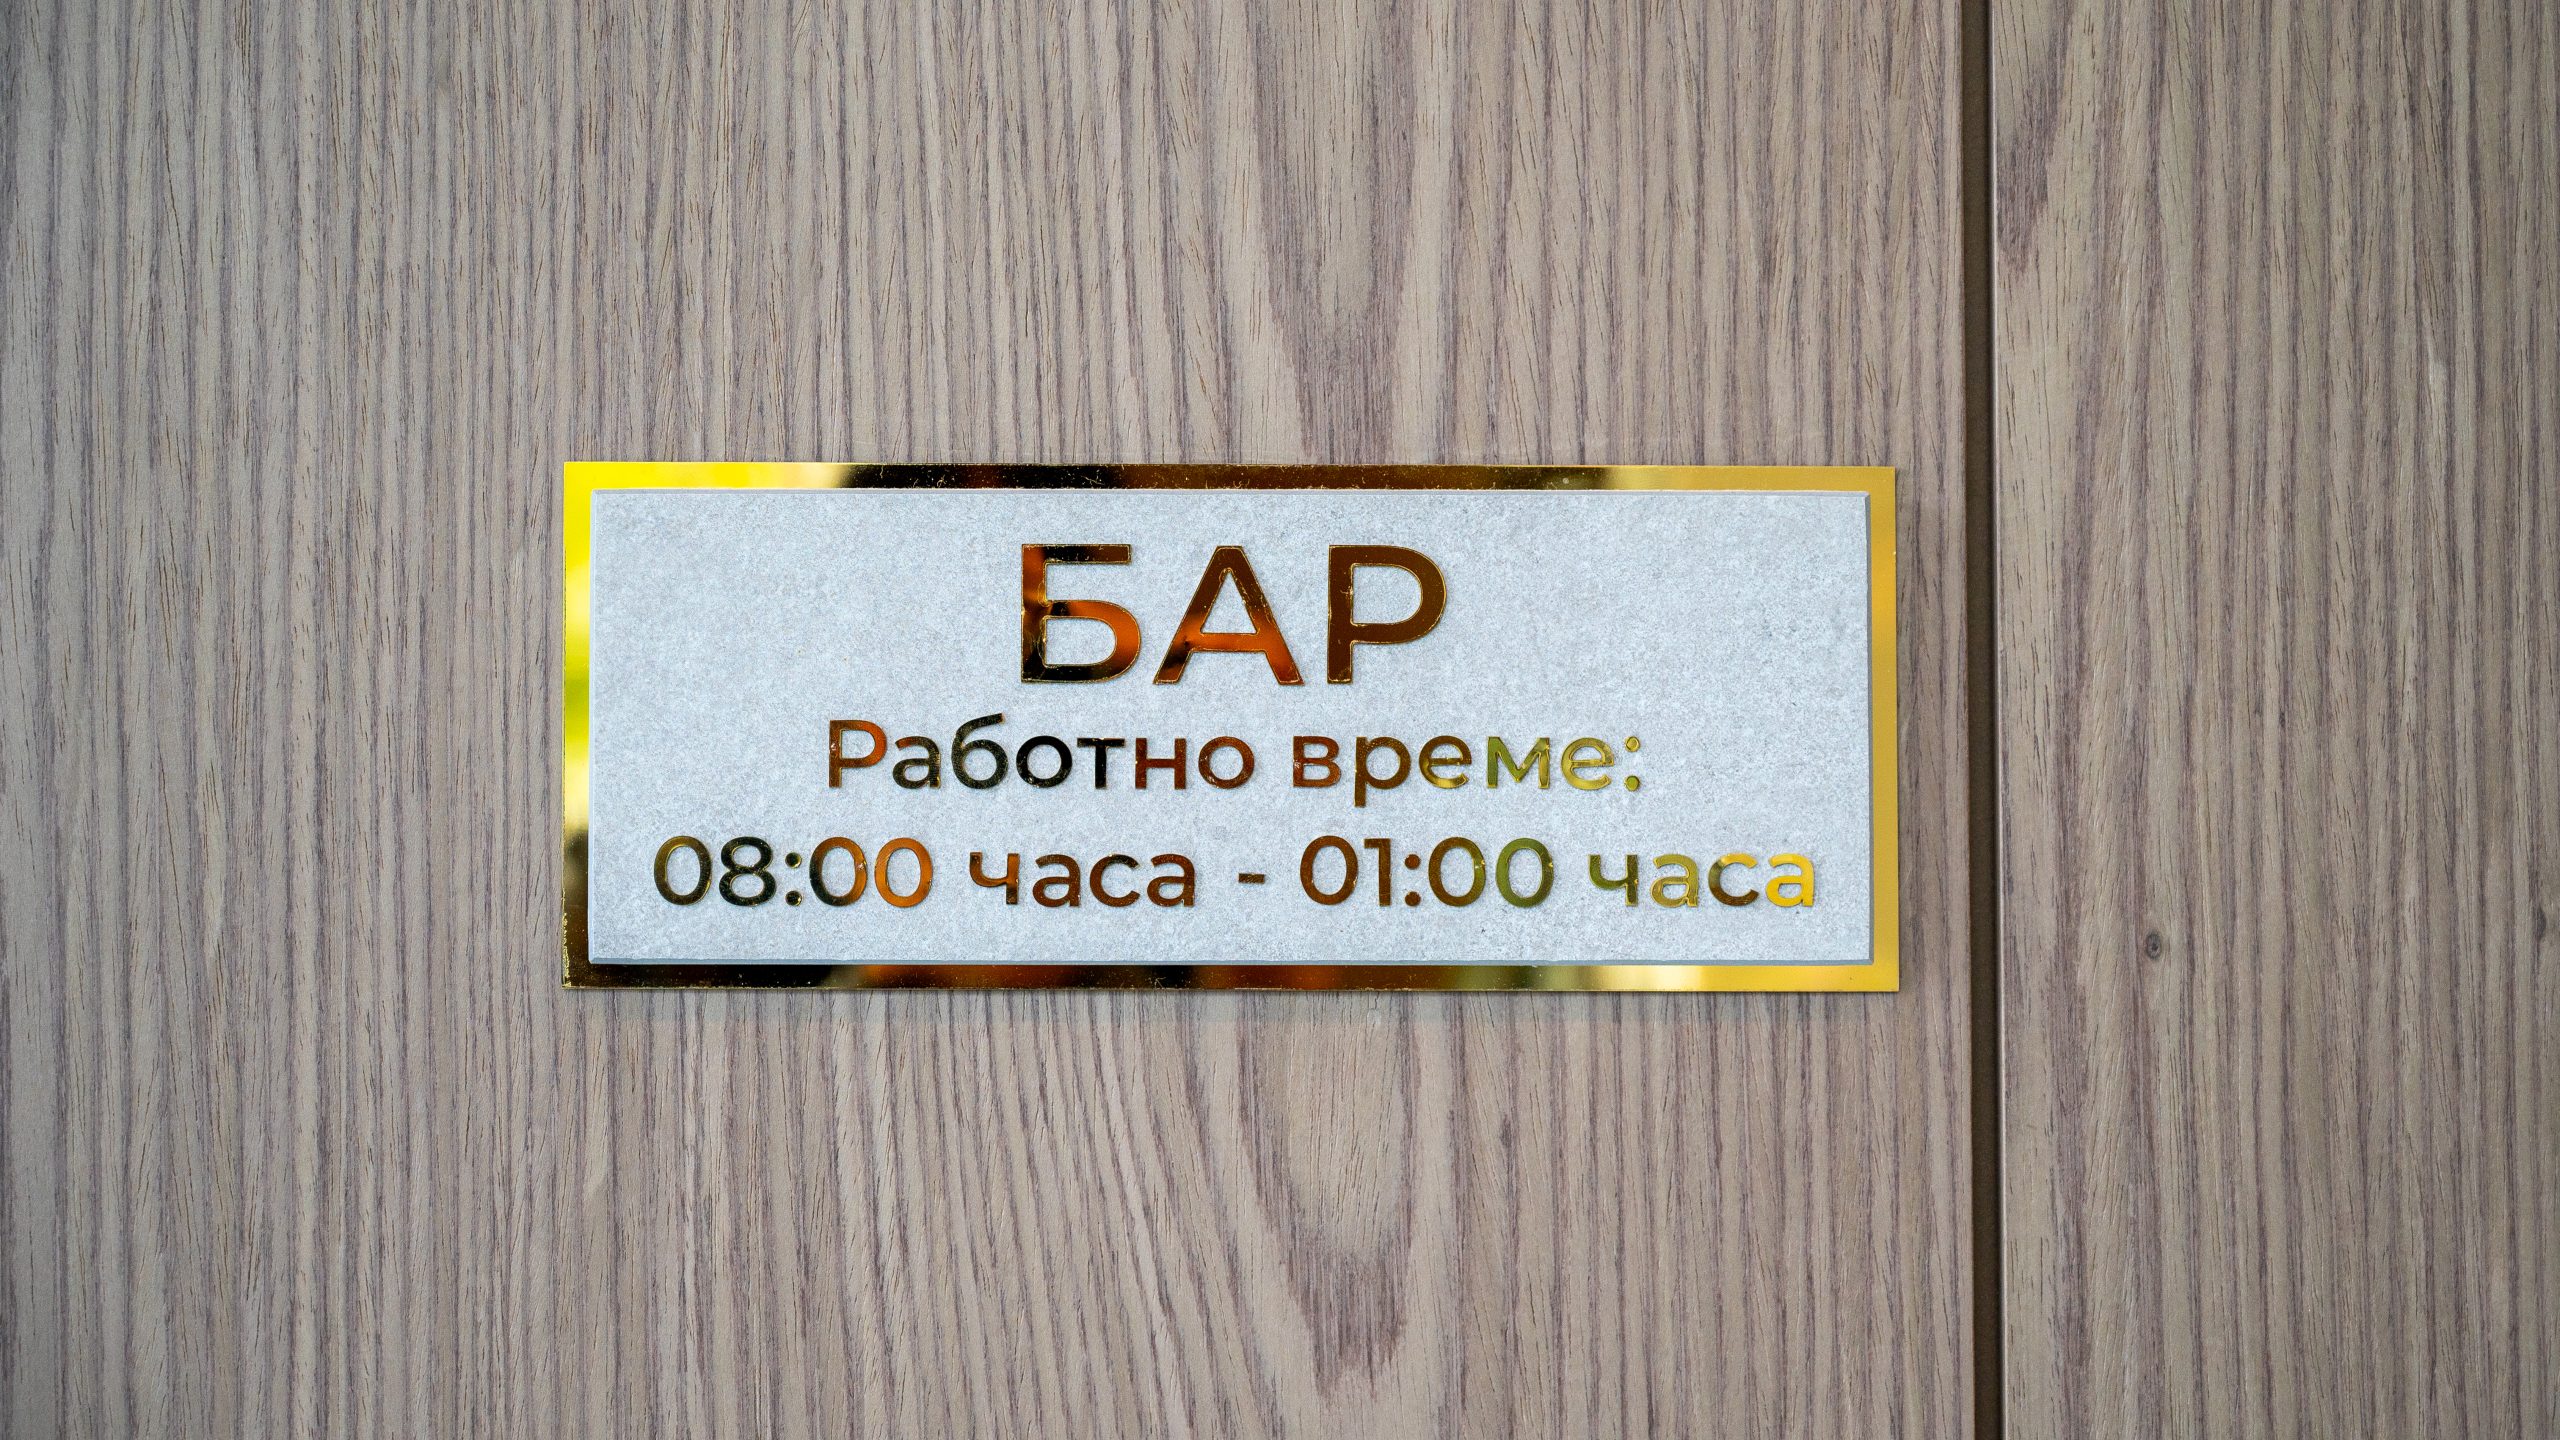 БАР
Работно време:
08:00 часа - 01:00 часа